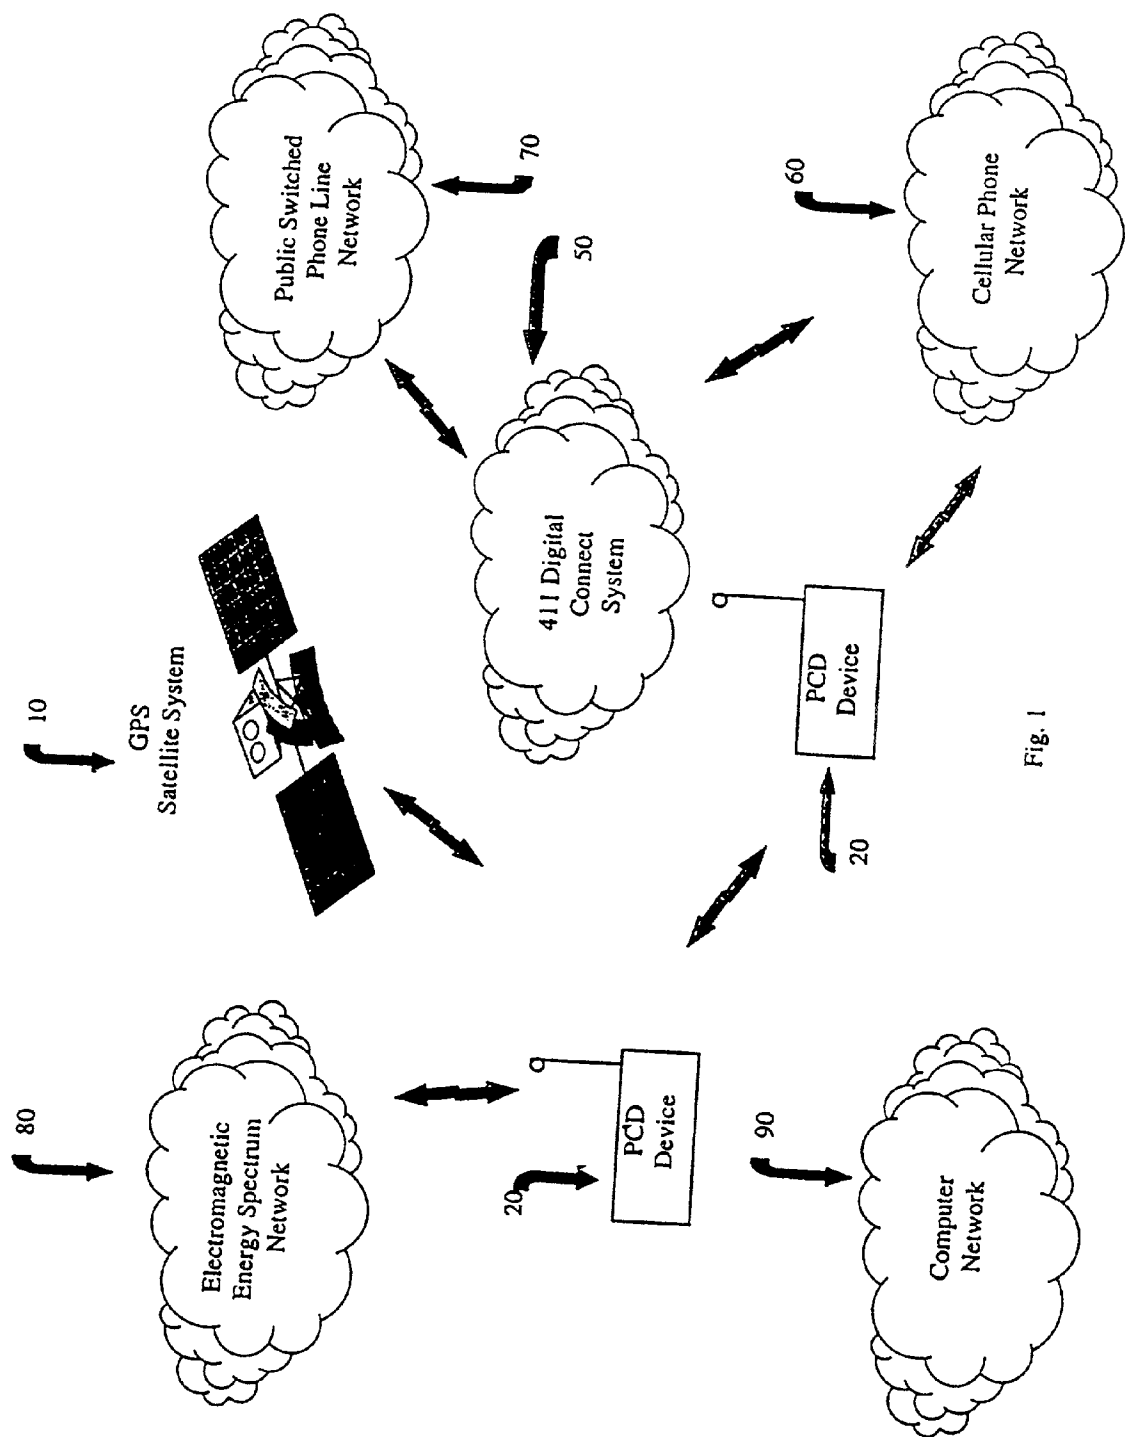 80
Electromagnetic
Energy Spectrum
Network
10
GPS
Satellite System
Public Switched
Phone Line
Network
70
50
411 Digital
Connect
System
20
PCD
Device
60
Cellular Phone
Network
PCD
Device
20
90
Computer
Network
Fig. 1